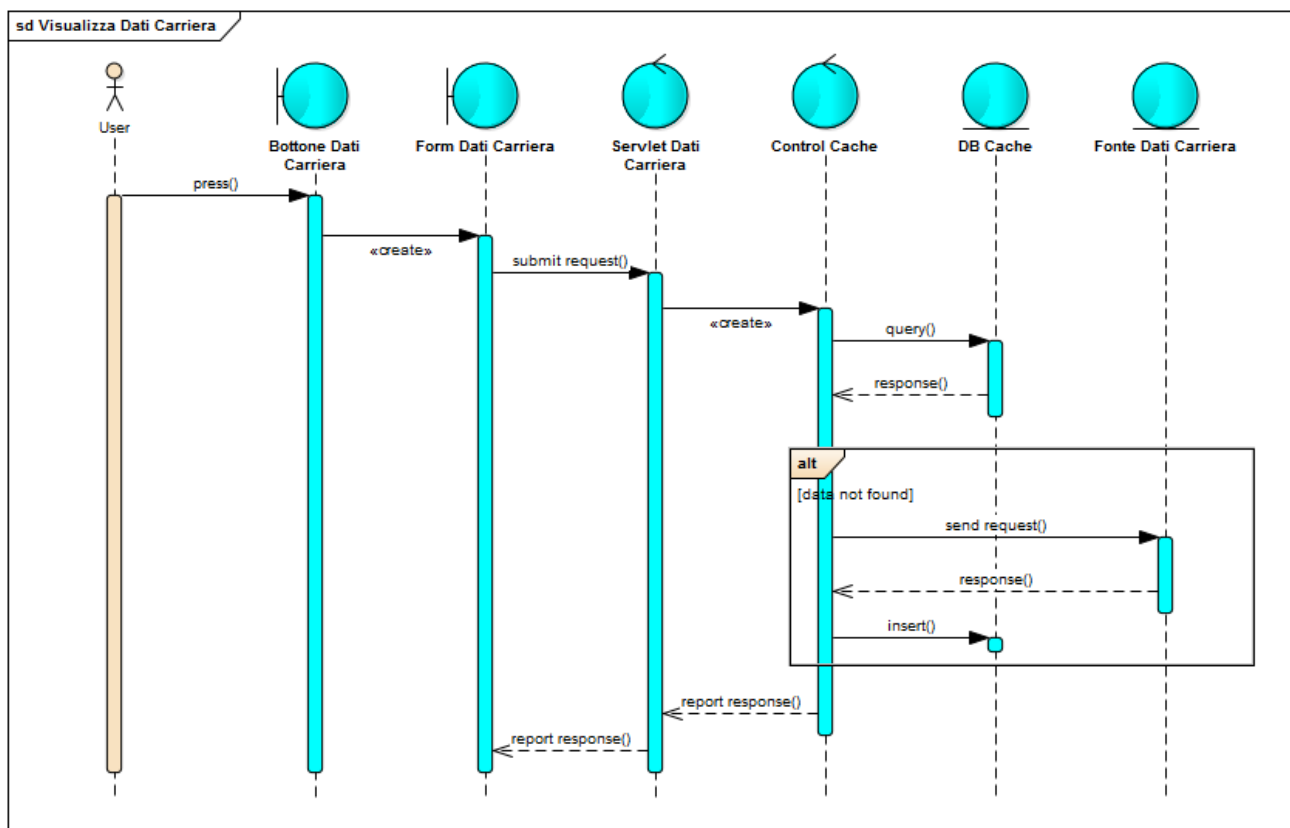 sd Visualizza Dati Carriera
User
Bottone Dati
Carriera
Form Dati Carriera
Servlet Dati
Carriera
Control Cache
DB Cache
Fonte Dati Carriera
press()
«create»
submit request()
«create»
query()
response()
alt
[data not found]
send request()
response()
insert()
report response()
report response()